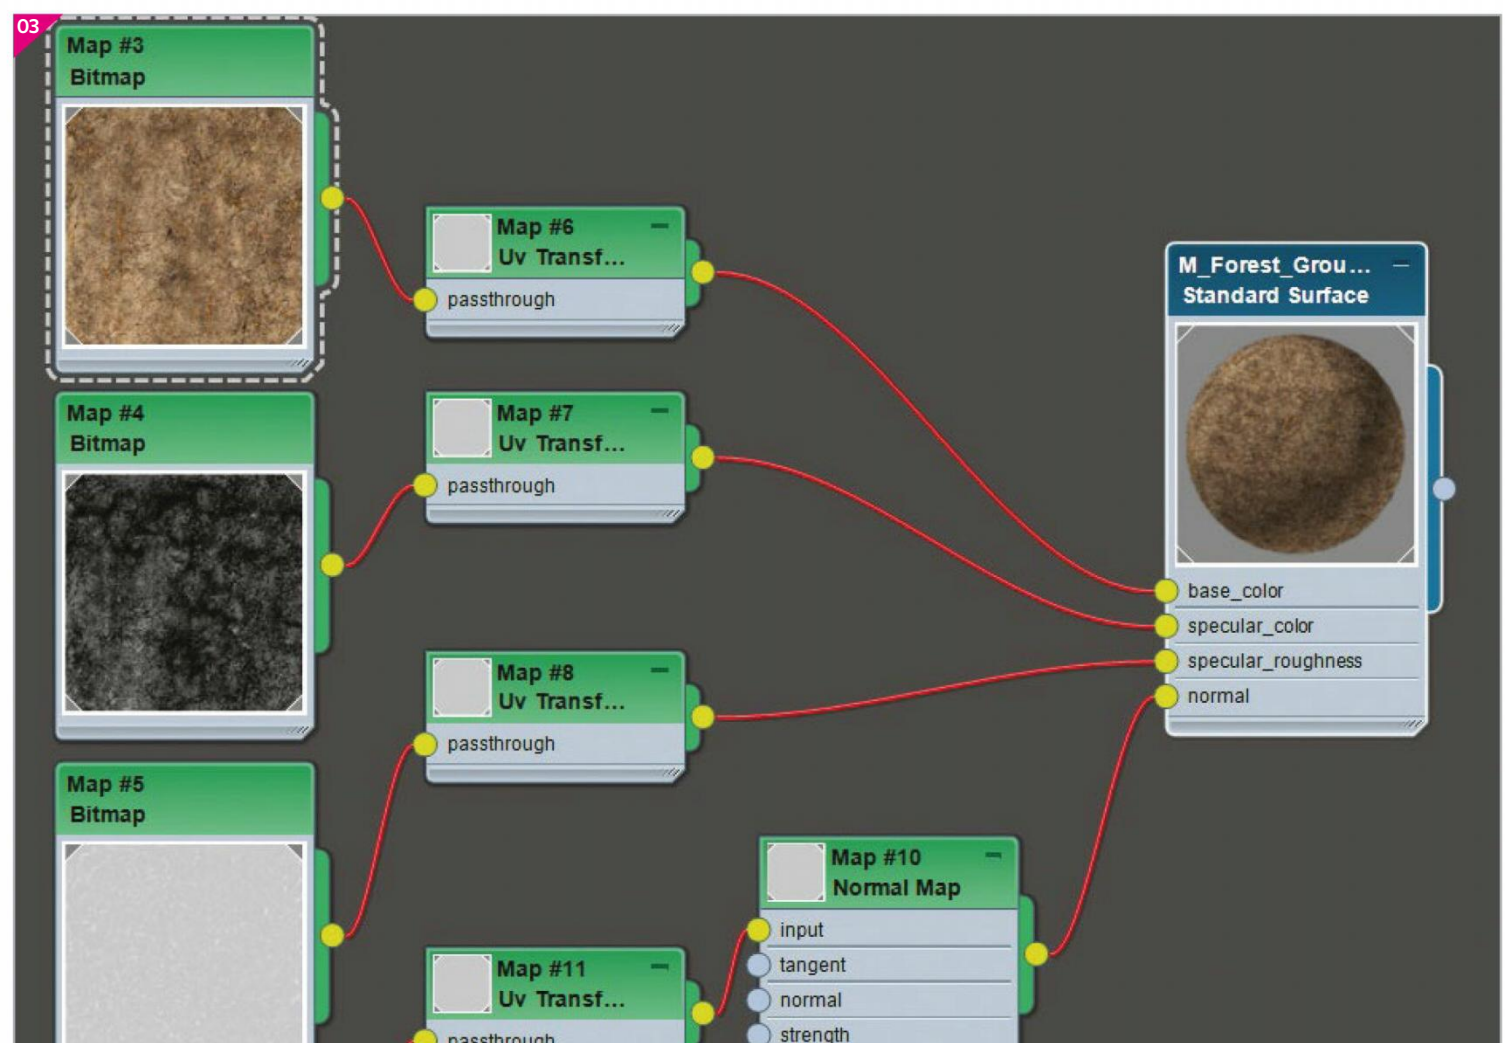 03
Map #3
Bitmap
Map #6
Uv Transf...
passthrough
M_Forest_Grou...
Standard Surface
base_color
specular_color
specular_roughness
normal
Map #4
Bitmap
Map #7
Uv Transf...
passthrough
Map #8
Uv Transf...
passthrough
Map #5
Bitmap
Map #10
Normal Map
input
tangent
normal
strength
Map #11
Uv Transf...
passthrough